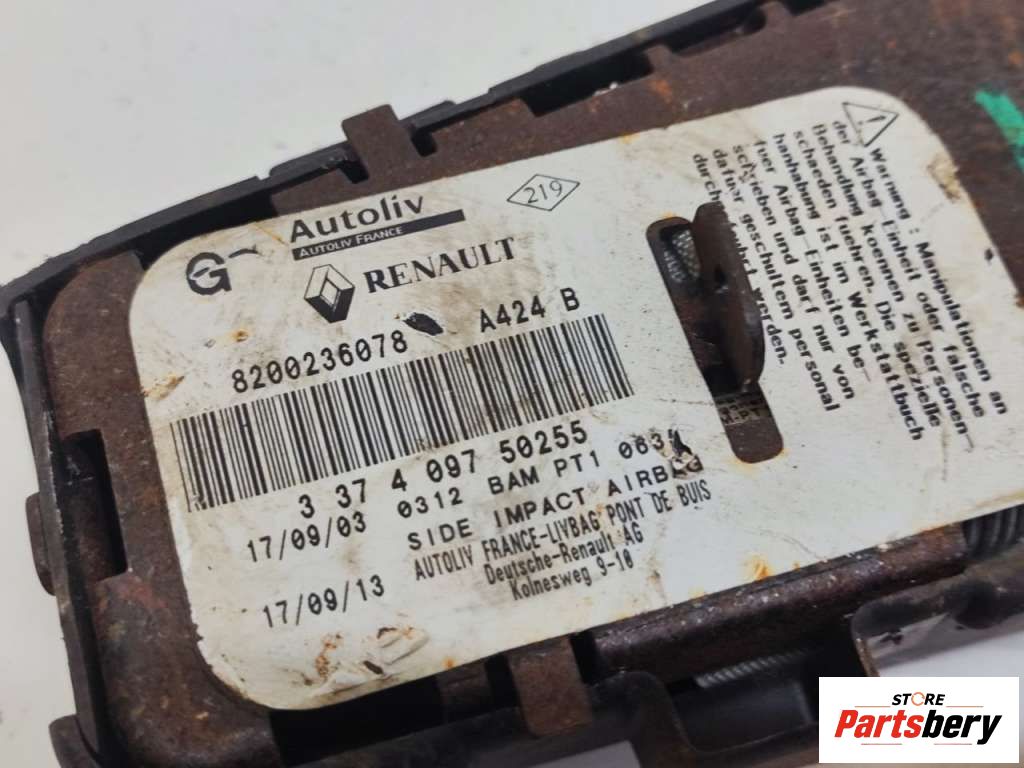 G
Autoliv
AUTOLIV FRANCE
219
RENAULT
8200236078 A424 B
3 37 4 097 50255
17/09/03 0312 BAM PT1
SIDE IMPACT AIRBAG
AUTOLIV FRANCE-LIVBAG PONT DE BUIS
17/09/13 Deutsche-Renault AG
Kolnesweg 9-10
Warnung : Manipulationen an
der Airbag-Einheit oder falsche
Behandlung koennen zu Personen-
schaeden fuehren. Die spezielle
hanhabung ist im Werkstattbuch
fuer Airbag-Einheiten be-
schrieben und darf nur von
dafuer geschultem personal
durchgefuehrt werden.
STORE
Partsbery